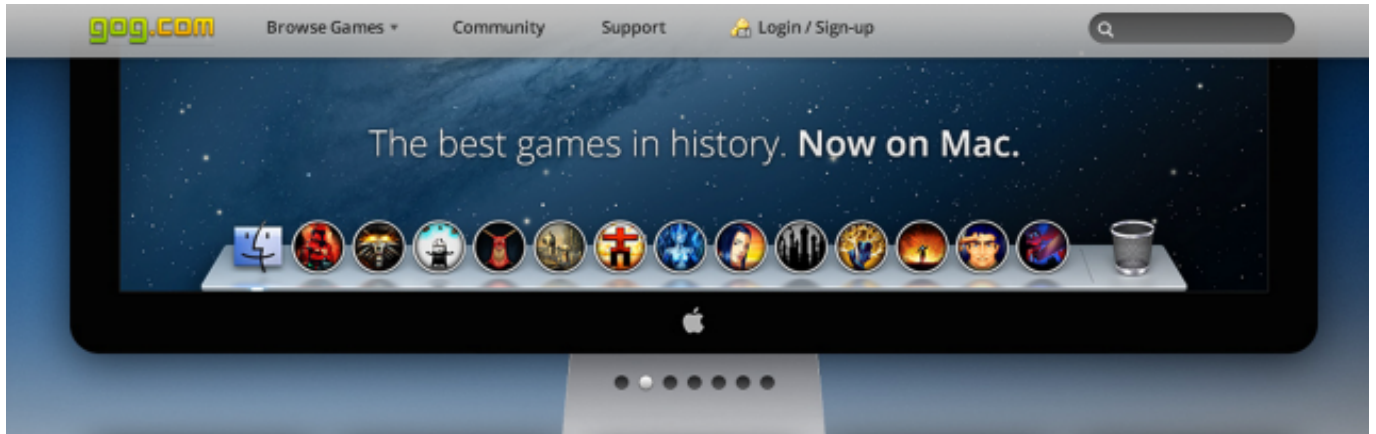 gog.com Browse Games Community Support Login / Sign-up
The best games in history. Now on Mac.